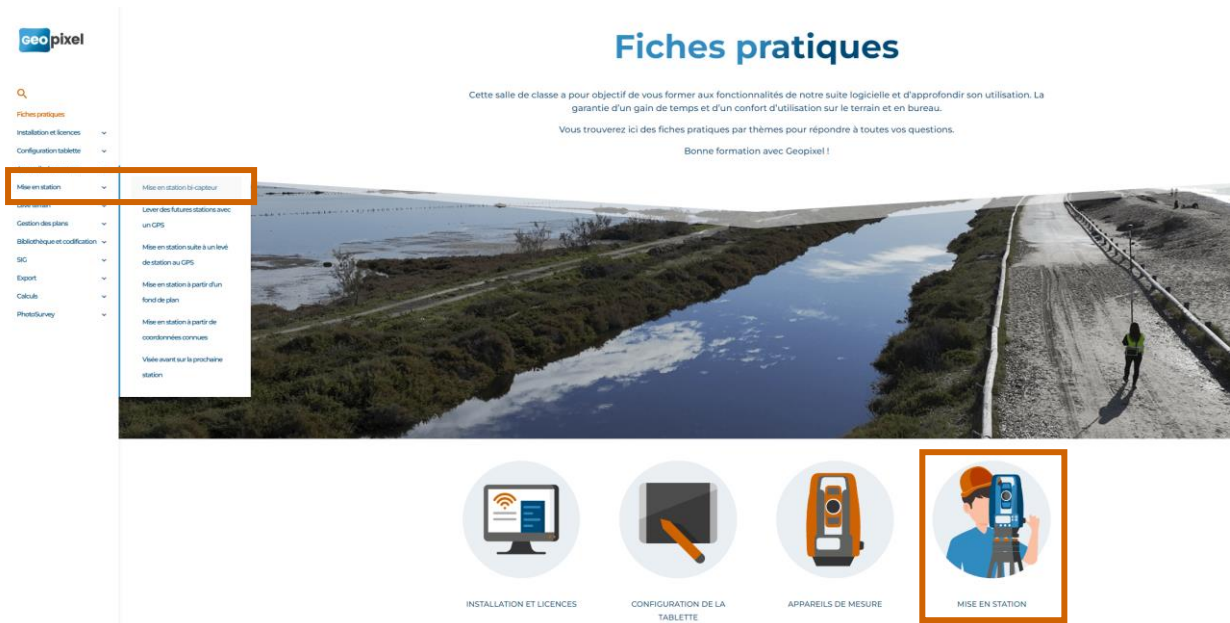 Geopixel
Fiches pratiques
Installation et licences
Configuration tablette
Mise en station
Gestion des plans
Bibliothèque et codification
SIG
Export
Calculs
PhotoSurvey
Mise en station bi-capteur
Lever des futures stations avec
un GPS
Mise en station suite à un levé
de station au GPS
Mise en station à partir d'un
fond de plan
Mise en station à partir de
coordonnées connues
Visée avant sur la prochaine
station
Fiches pratiques
Cette salle de classe a pour objectif de vous former aux fonctionnalités de notre suite logicielle et d'approfondir son utilisation. La
garantie d'un gain de temps et d'un confort d'utilisation sur le terrain et en bureau.
Vous trouverez ici des fiches pratiques par thèmes pour répondre à toutes vos questions.
Bonne formation avec Geopixel !
INSTALLATION ET LICENCES
CONFIGURATION DE LA
TABLETTE
APPAREILS DE MESURE
MISE EN STATION